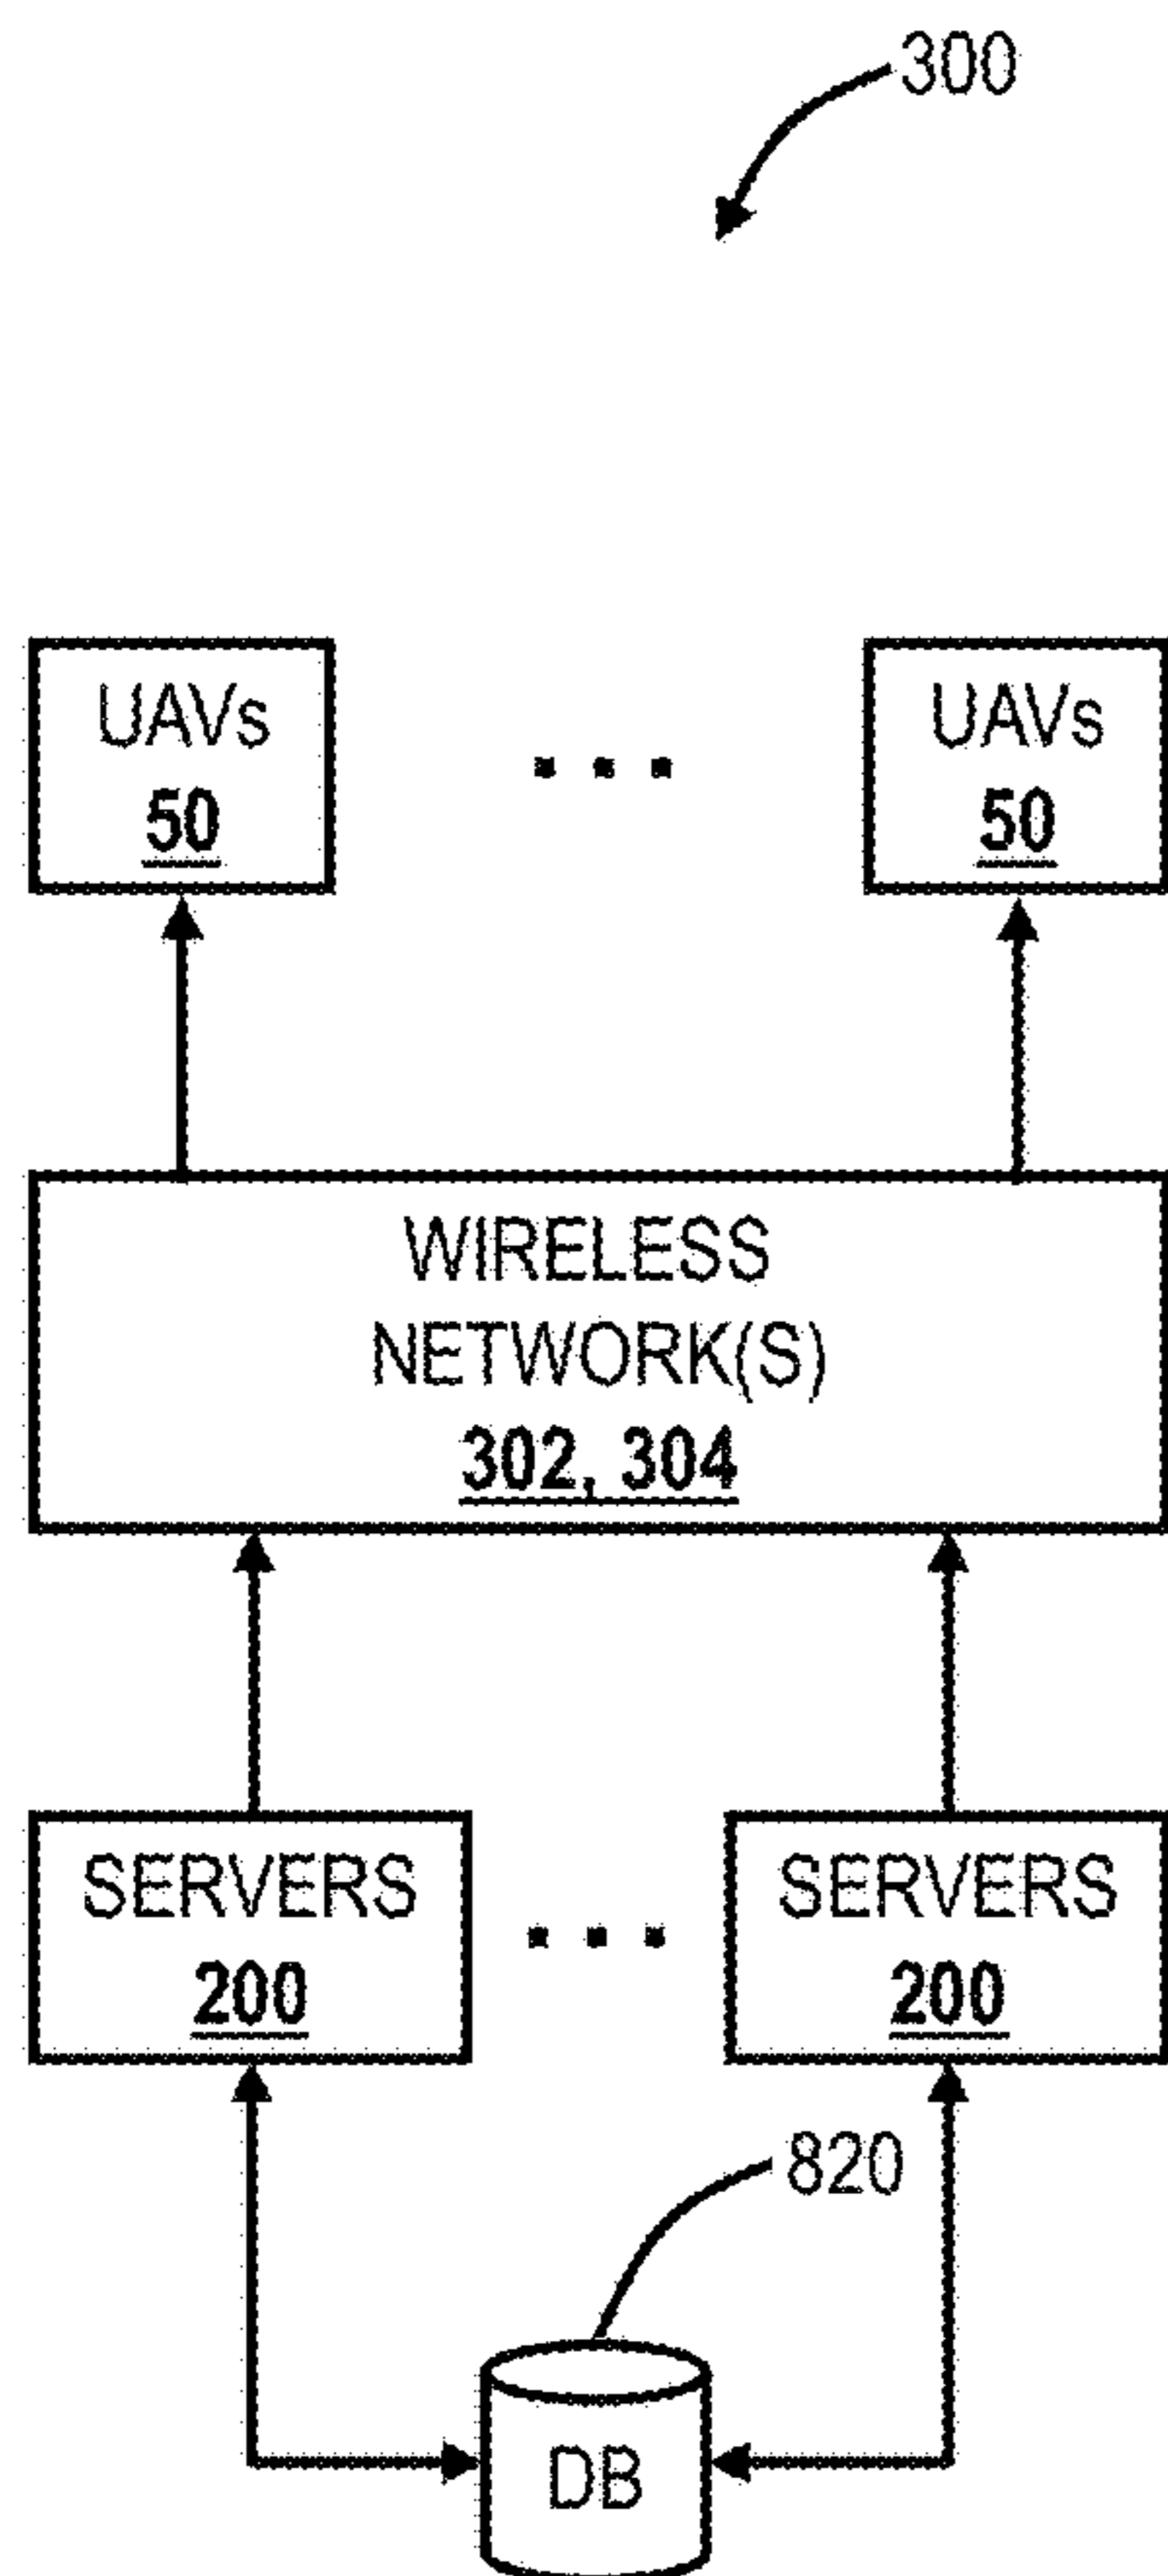 300
UAVs
50
UAVs
50
WIRELESS
NETWORK(S)
302, 304
SERVERS
200
SERVERS
200
820
DB